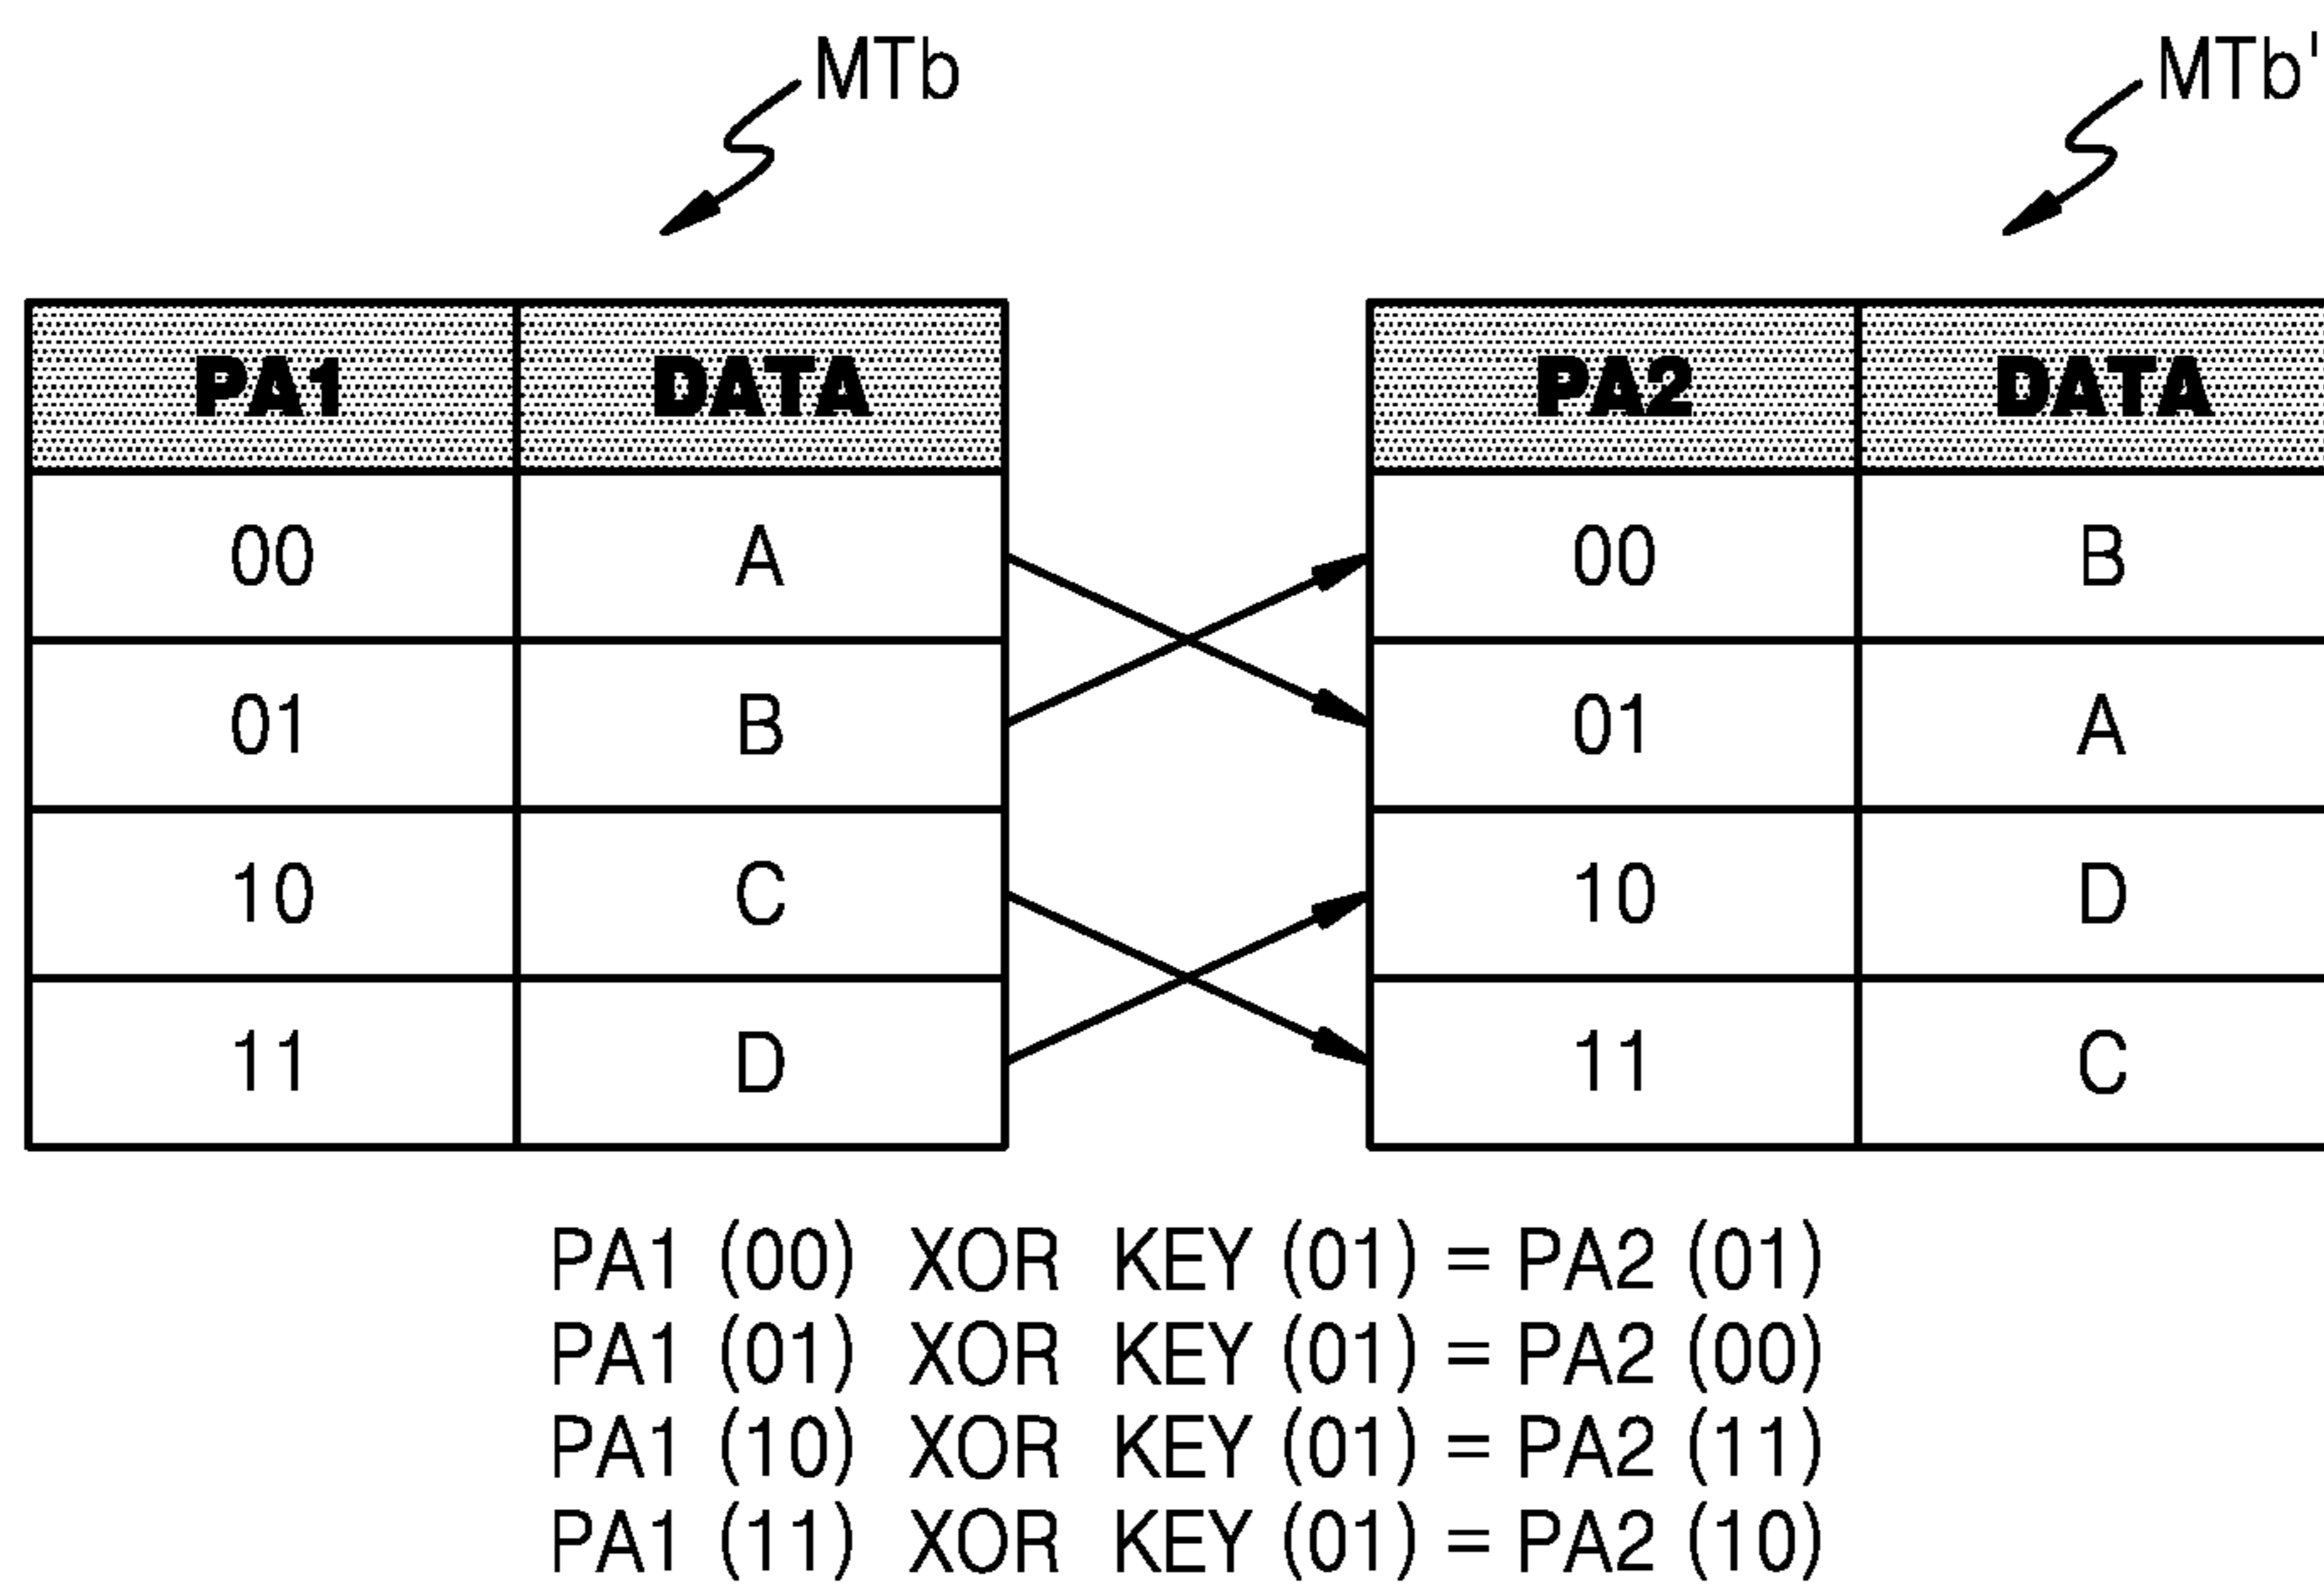 MTb MTb'
PA1 DATA PA2 DATA
00 A 00 B
01 B 01 A
10 C 10 D
11 D 11 C
PA1 (00) XOR KEY (01) = PA2 (01)
PA1 (01) XOR KEY (01) = PA2 (00)
PA1 (10) XOR KEY (01) = PA2 (11)
PA1 (11) XOR KEY (01) = PA2 (10)